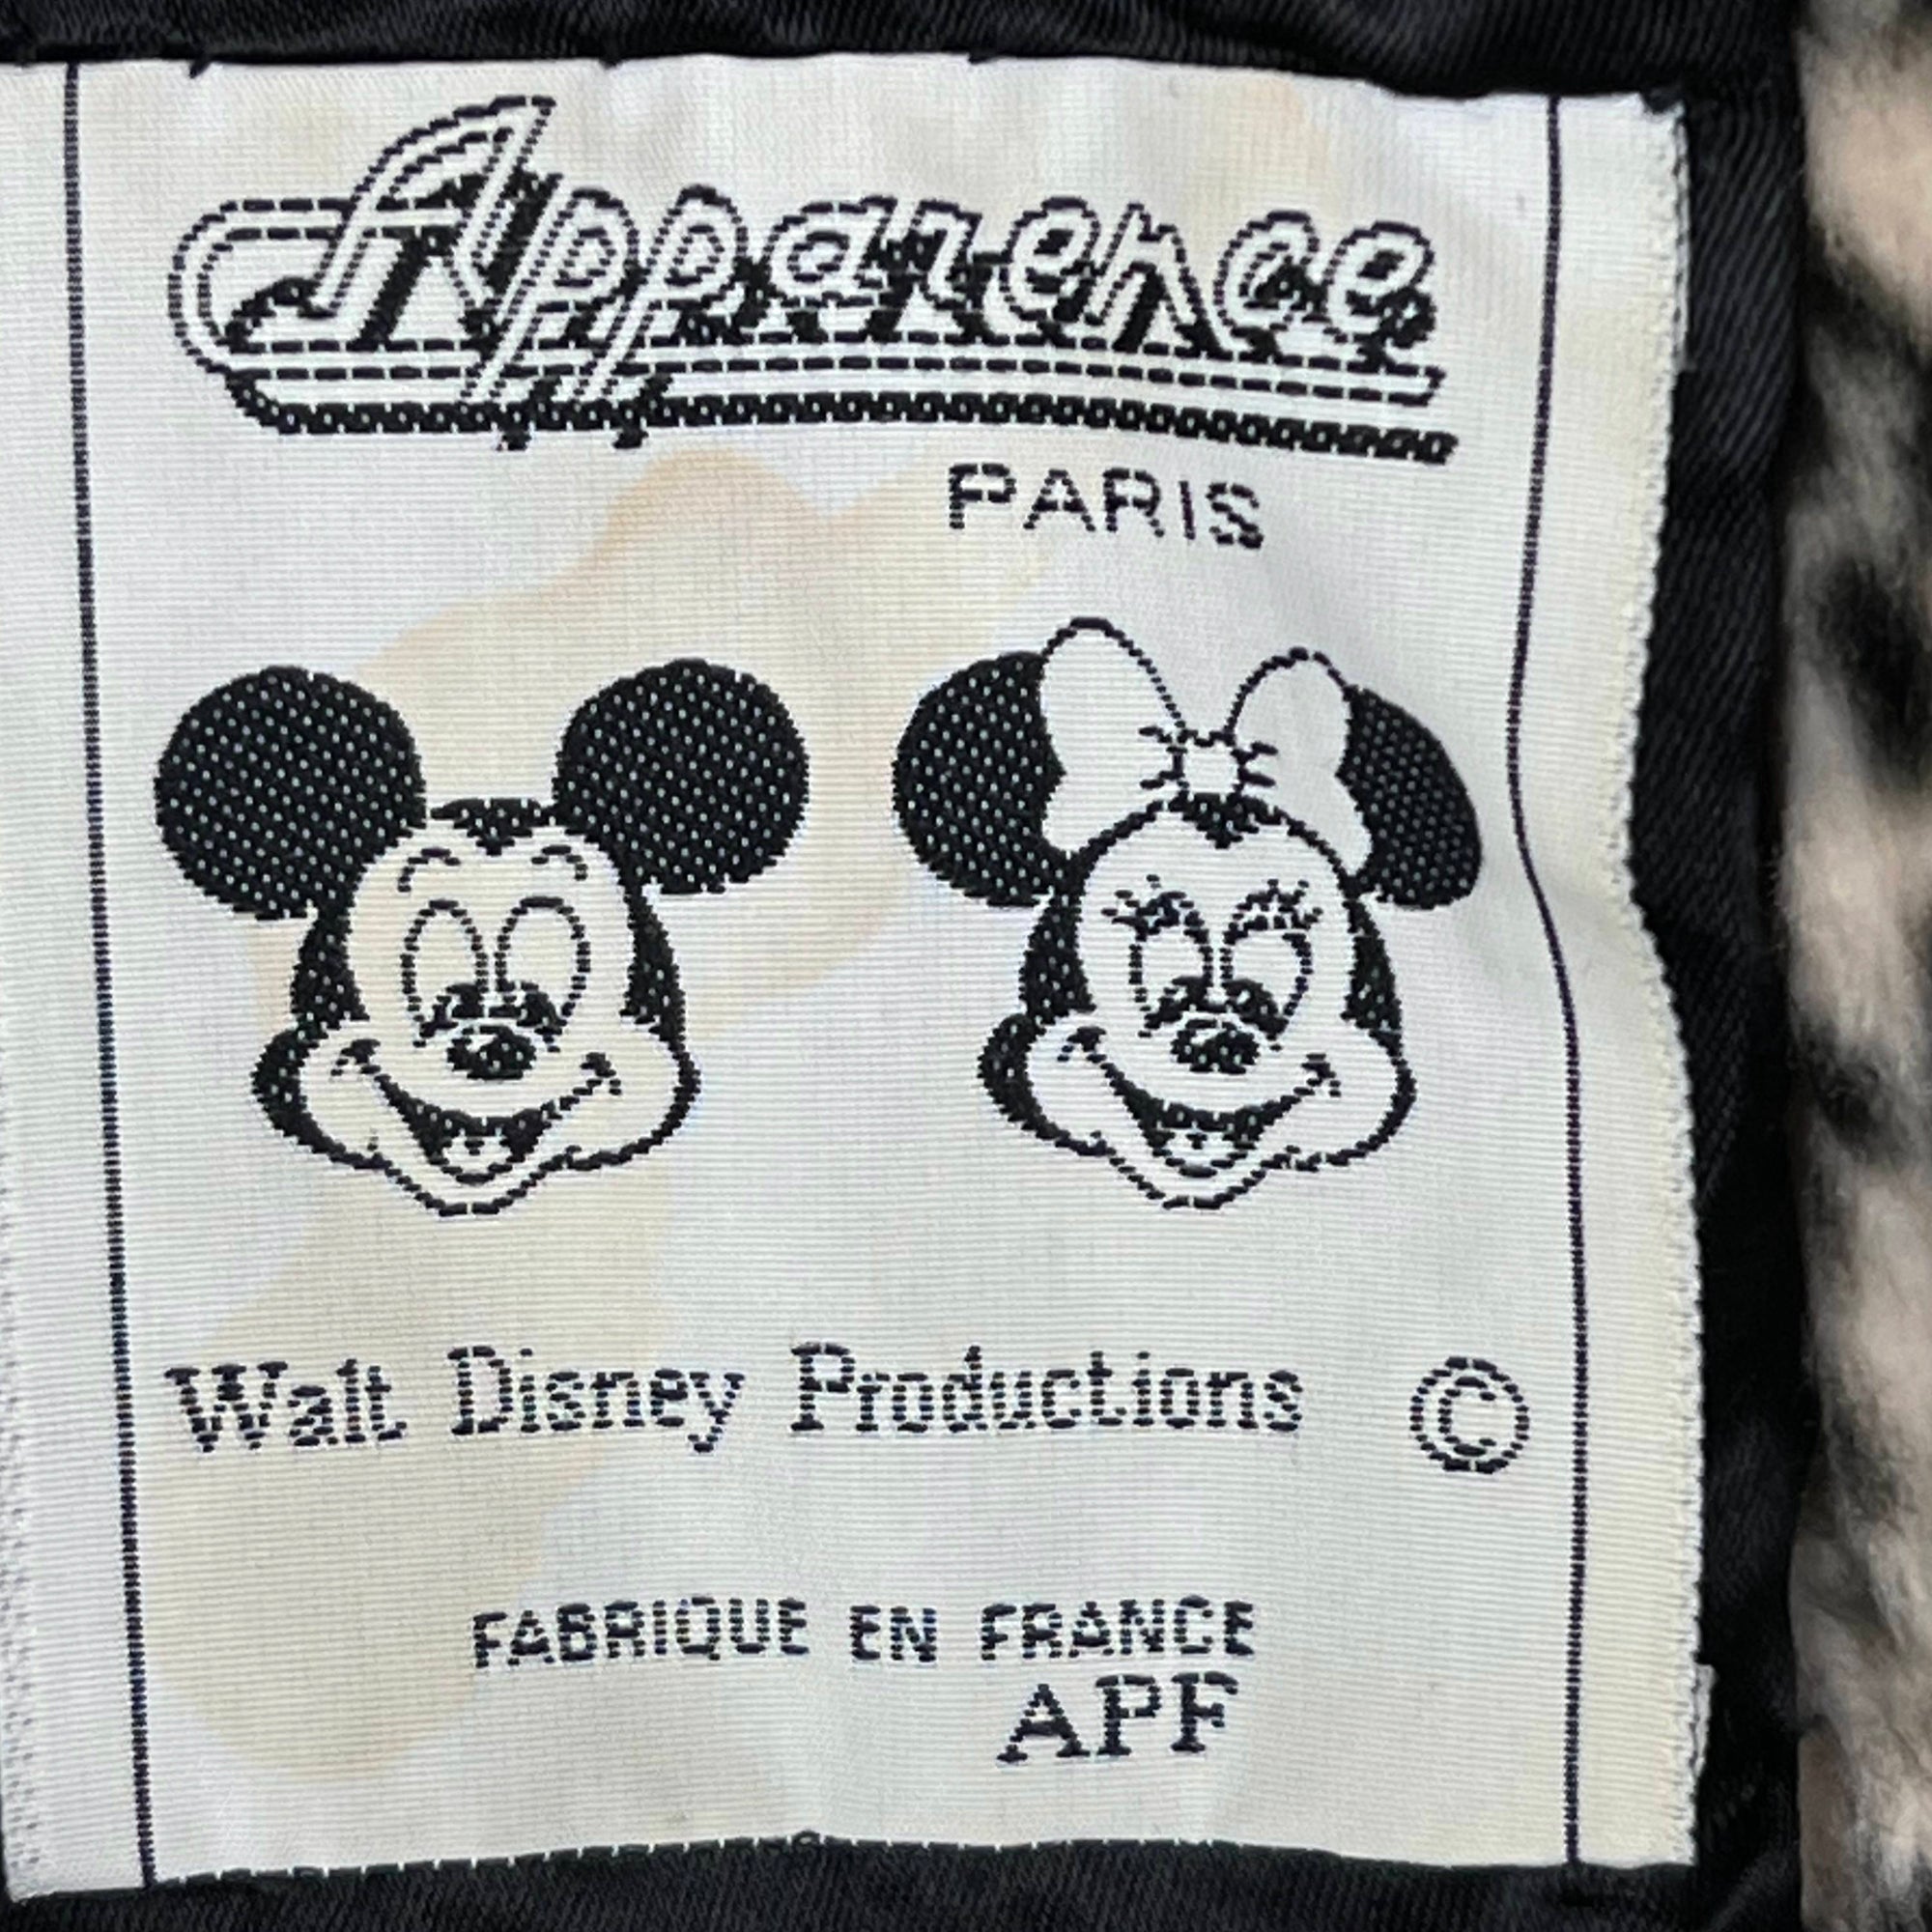 Apparence
PARIS
Walt Disney Productions ©
FABRIQUE EN FRANCE
APF